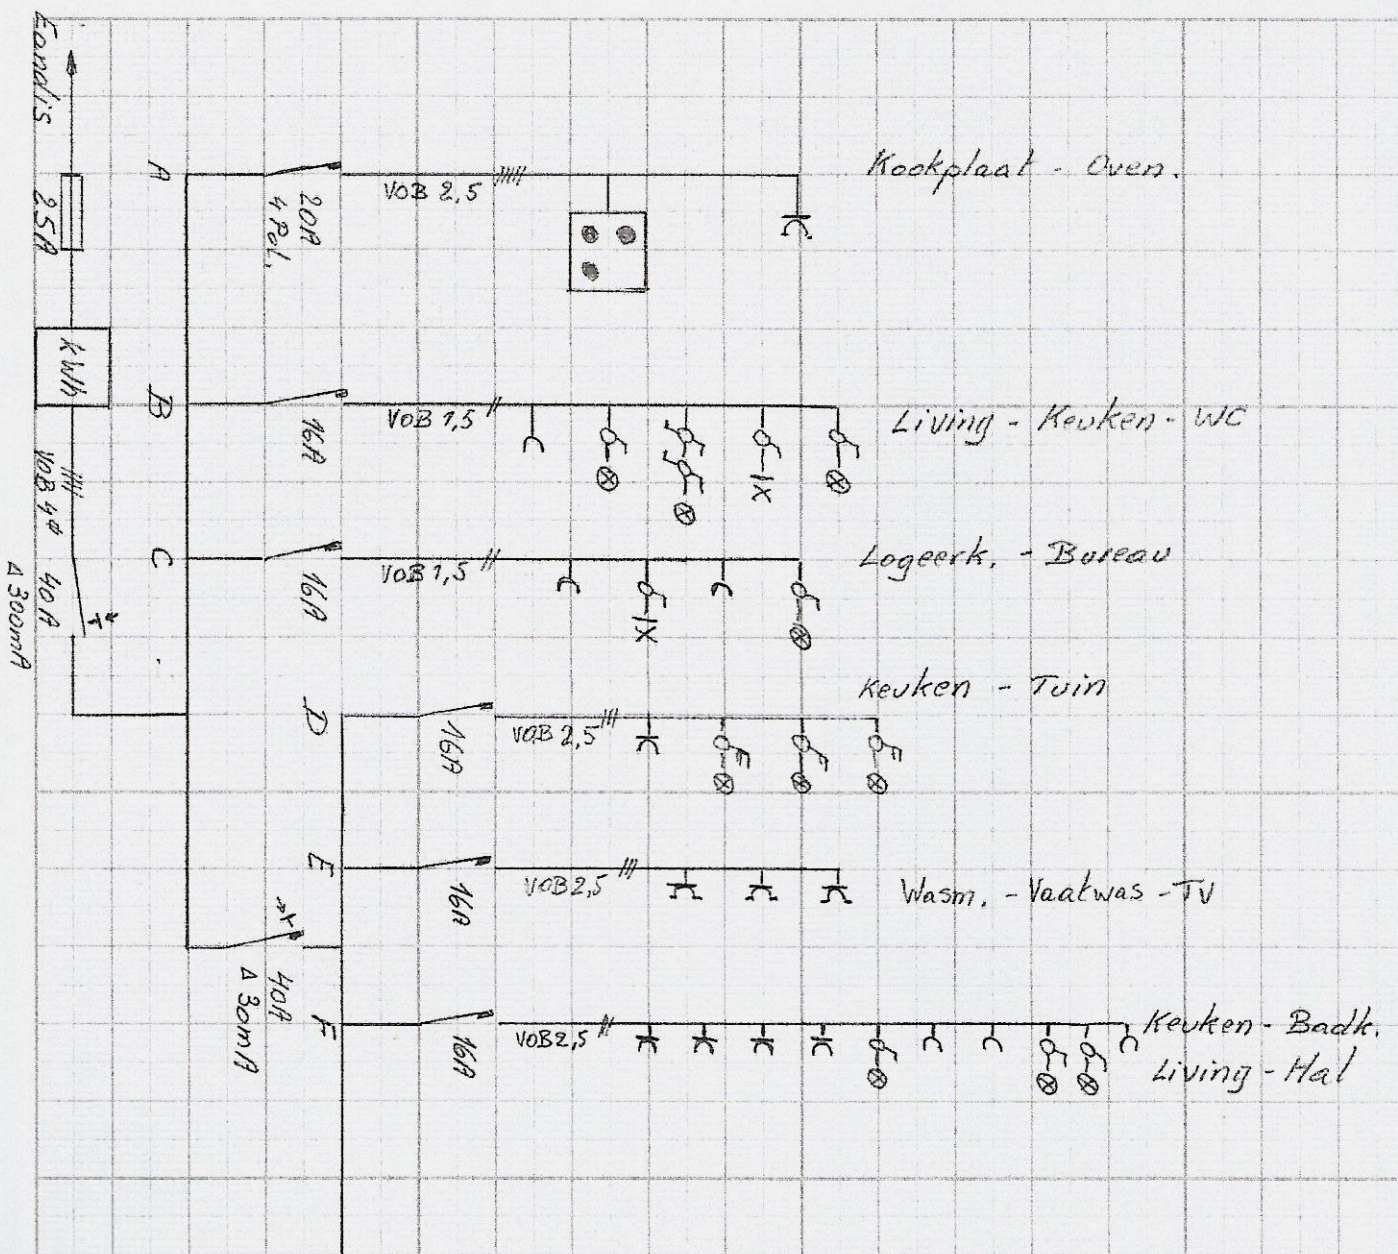 Eandis
25A
kWh
VOB 4⌀
40A
Δ 300mA
A
20A
4 Pol.
VOB 2,5
Kookplaat - Oven.
B
16A
VOB 1,5
Living - Keuken - WC
C
16A
VOB 1,5
Logeerk. - Bureau
D
16A
VOB 2,5
Keuken - Tuin
E
16A
VOB 2,5
Wasm. - Vaatwas - TV
40A
Δ 30mA
F
16A
VOB 2,5
Keuken - Badk.
Living - Hal